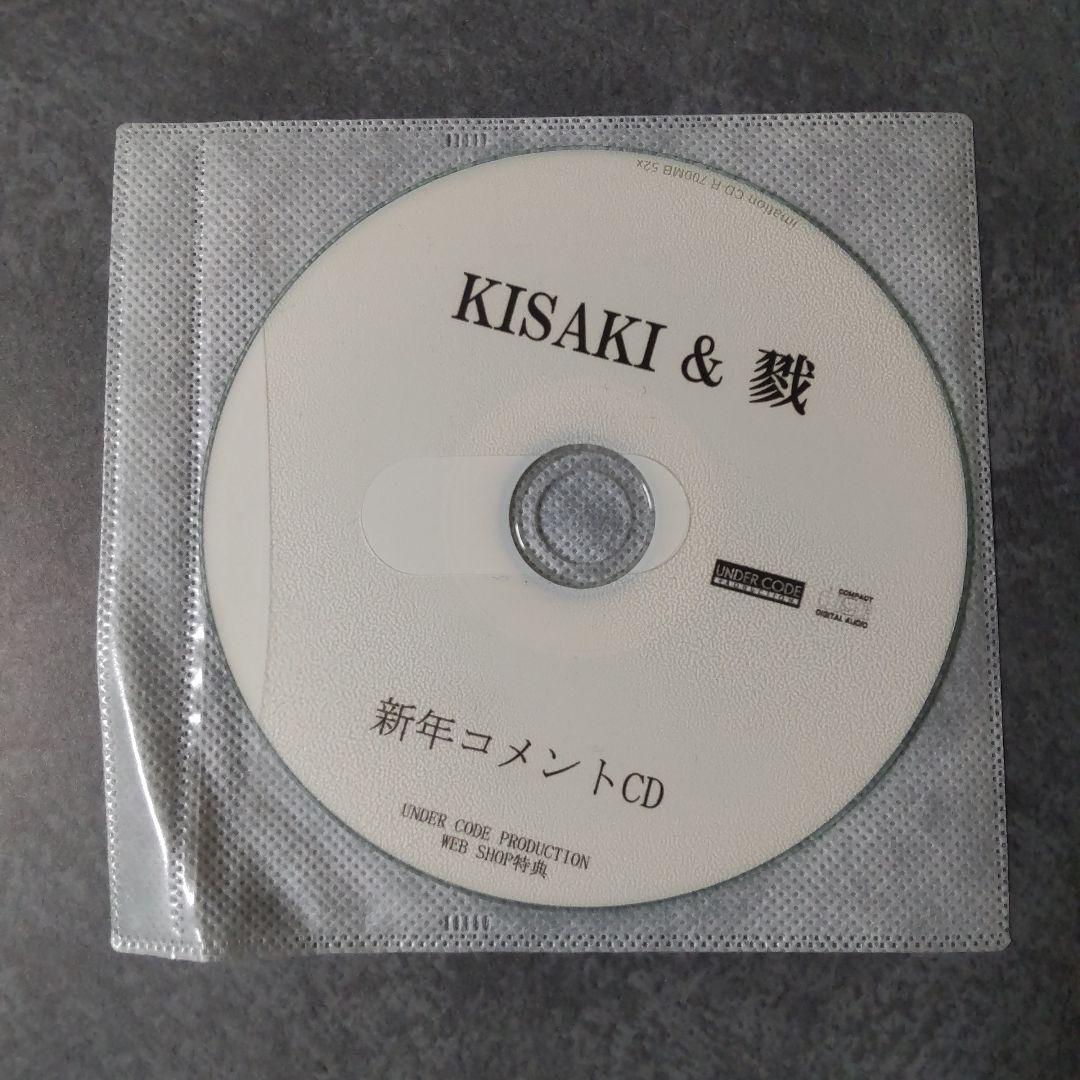 imation CD-R 700MB 52x
KISAKI & 戮
UNDER CODE
PRODUCTION
COMPACT
DIGITAL AUDIO
新年コメントCD
UNDER CODE PRODUCTION
WEB SHOP特典